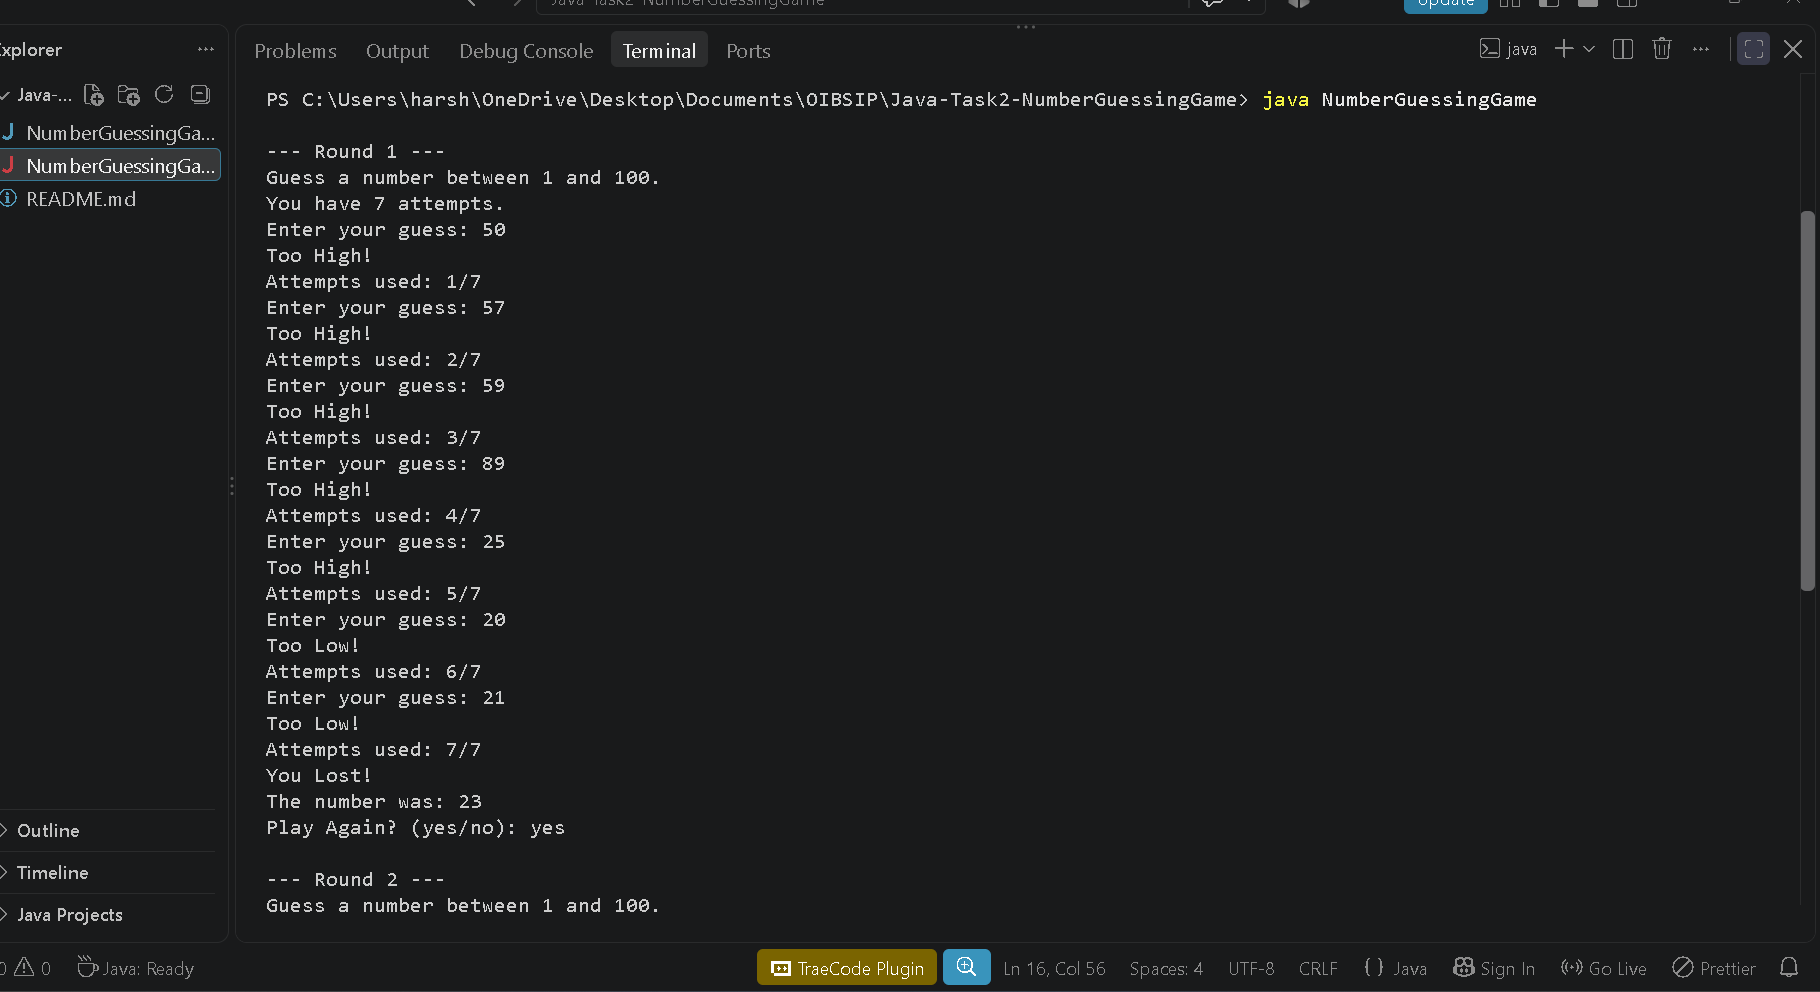 Java-Task2-NumberGuessingGame
Update
Explorer
Problems Output Debug Console Terminal Ports
java
Java-...
NumberGuessingGa...
NumberGuessingGa...
README.md
PS C:\Users\harsh\OneDrive\Desktop\Documents\OIBSIP\Java-Task2-NumberGuessingGame> java NumberGuessingGame
--- Round 1 ---
Guess a number between 1 and 100.
You have 7 attempts.
Enter your guess: 50
Too High!
Attempts used: 1/7
Enter your guess: 57
Too High!
Attempts used: 2/7
Enter your guess: 59
Too High!
Attempts used: 3/7
Enter your guess: 89
Too High!
Attempts used: 4/7
Enter your guess: 25
Too High!
Attempts used: 5/7
Enter your guess: 20
Too Low!
Attempts used: 6/7
Enter your guess: 21
Too Low!
Attempts used: 7/7
You Lost!
The number was: 23
Play Again? (yes/no): yes
--- Round 2 ---
Guess a number between 1 and 100.
Outline
Timeline
Java Projects
0 0 Java: Ready TraeCode Plugin Ln 16, Col 56 Spaces: 4 UTF-8 CRLF { } Java Sign In Go Live Prettier